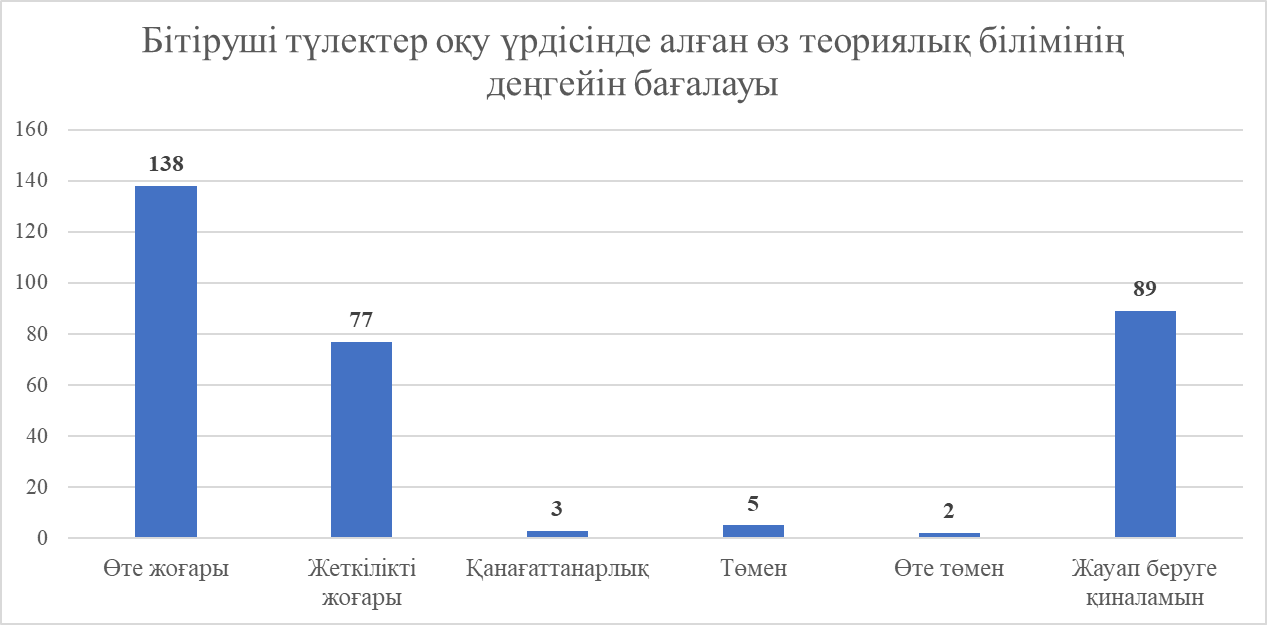 Бітіруші түлектер оқу үрдісінде алған өз теориялық білімінің
деңгейін бағалауы
160
140
120
100
80
60
40
20
0
138
77
3
5
2
89
Өте жоғары
Жеткілікті
жоғары
Қанағаттанарлық
Төмен
Өте төмен
Жауап беруге
қиналамын